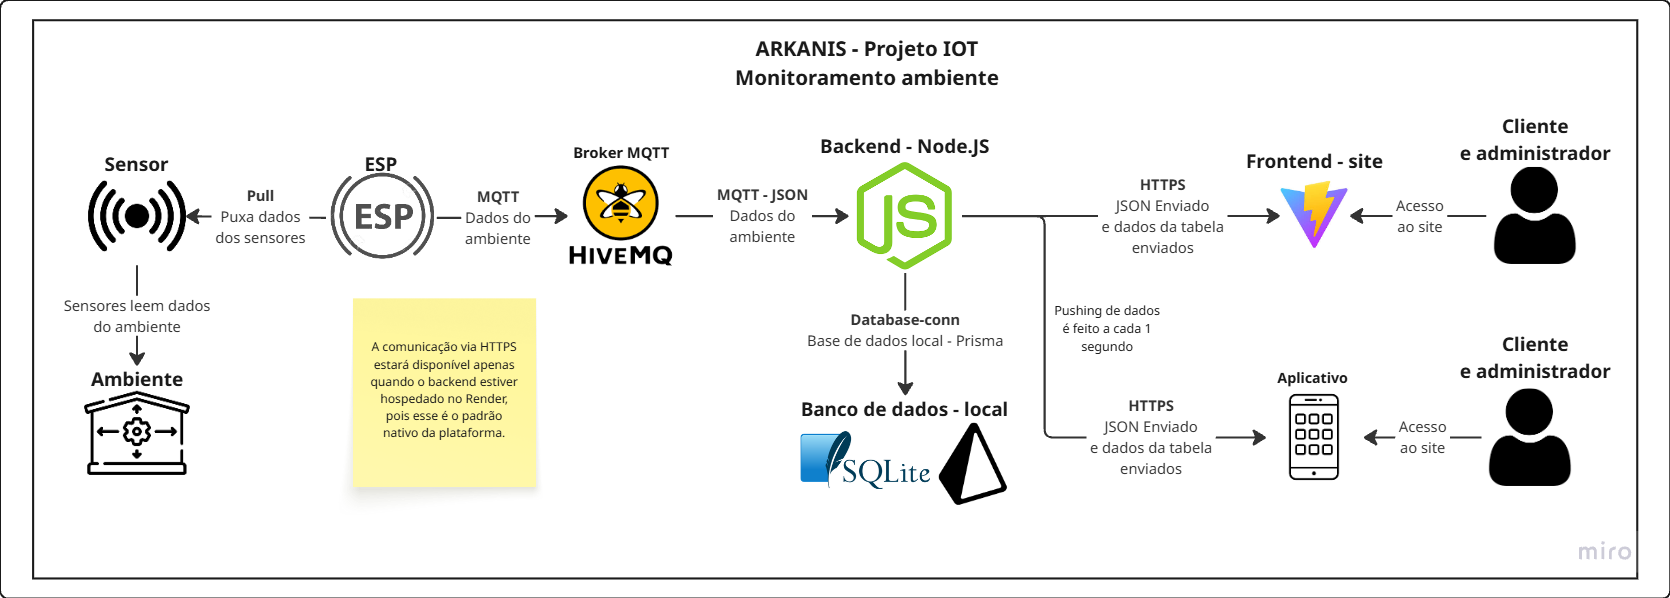 ARKANIS - Projeto IOT
Monitoramento ambiente
Sensor
Pull
Puxa dados
dos sensores
ESP
ESP
MQTT
Dados do
ambiente
Broker MQTT
HIVEMQ
MQTT - JSON
Dados do
ambiente
Backend - Node.JS
JS
HTTPS
JSON Enviado
e dados da tabela
enviados
Frontend - site
Acesso
ao site
Cliente
e administrador
Sensores leem dados
do ambiente
Ambiente
A comunicação via HTTPS
estará disponível apenas
quando o backend estiver
hospedado no Render,
pois esse é o padrão
nativo da plataforma.
Database-conn
Base de dados local - Prisma
Banco de dados - local
SQLite
Pushing de dados
é feito a cada 1
segundo
HTTPS
JSON Enviado
e dados da tabela
enviados
Aplicativo
Acesso
ao site
Cliente
e administrador
miro